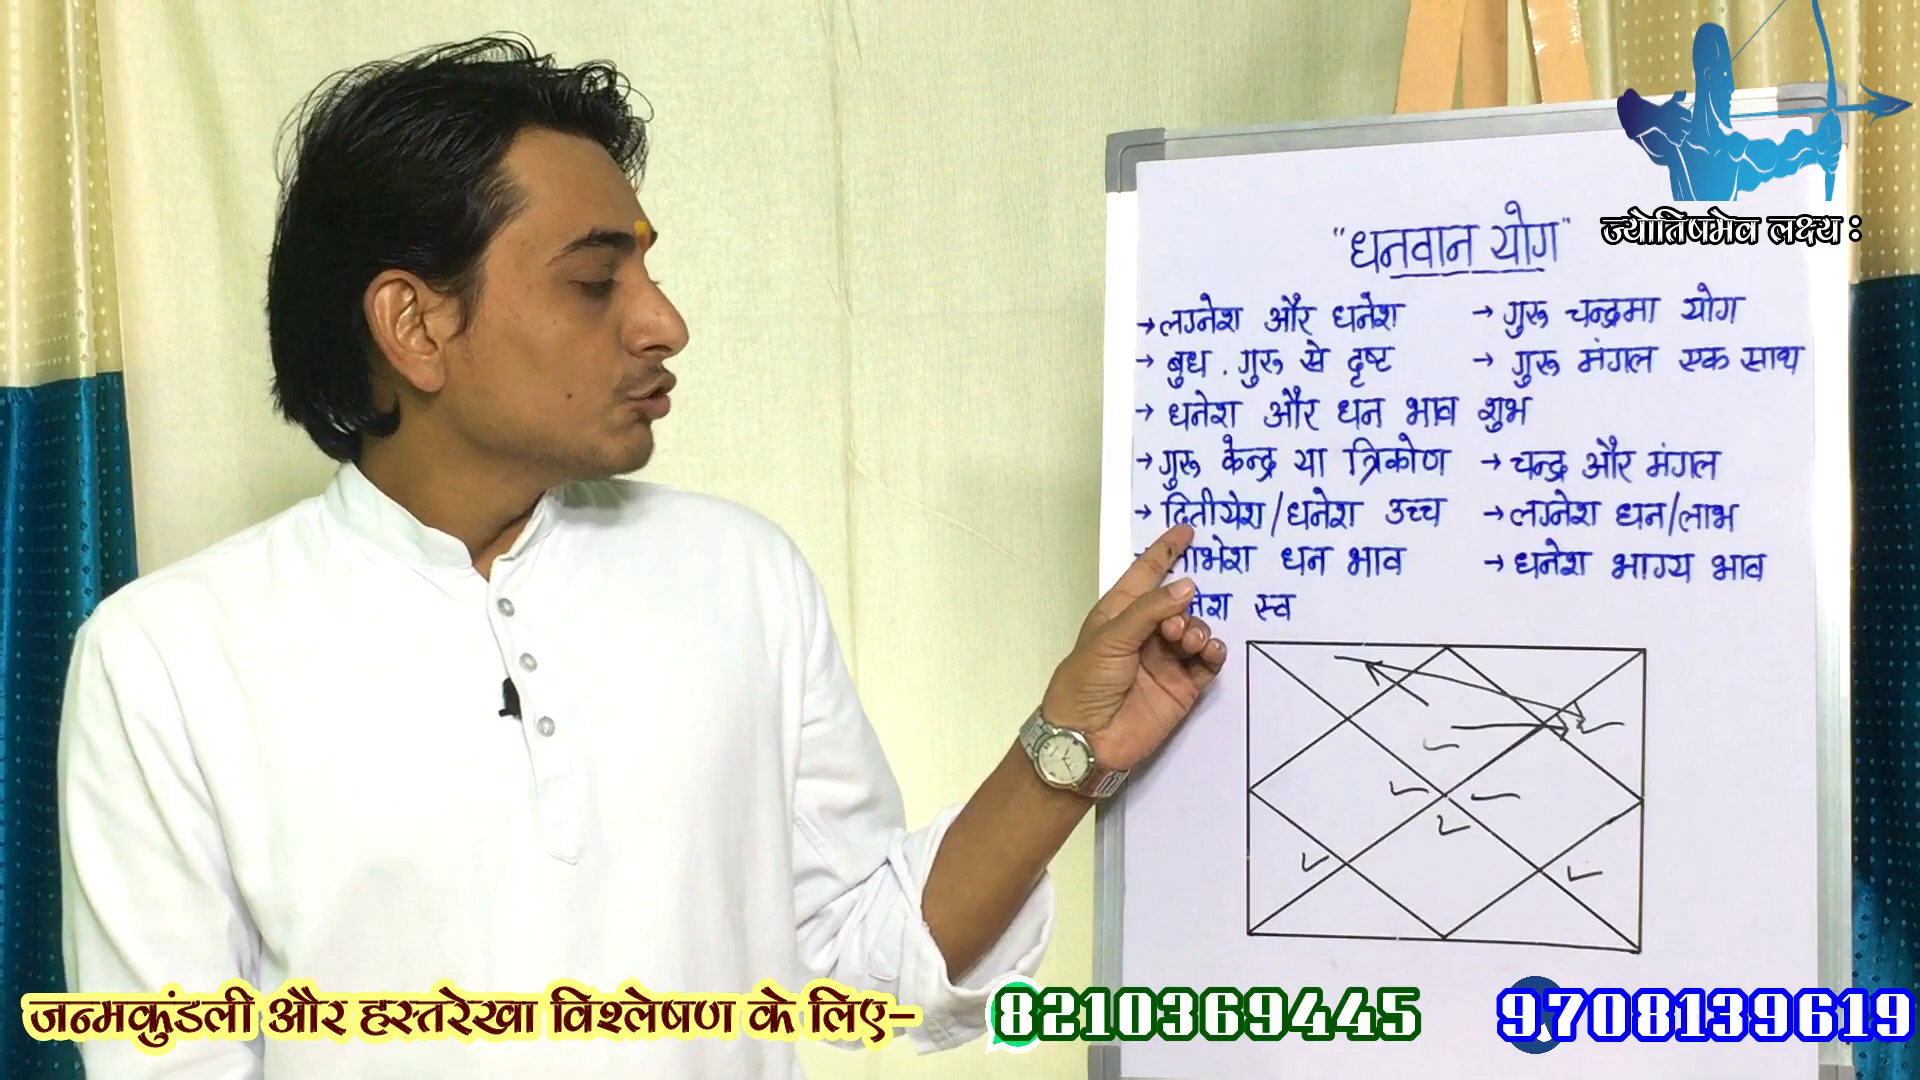 ज्योतिषमेव लक्ष्य :
"धनवान योग"
→ लग्नेश और धनेश
→ गुरु चन्द्रमा योग
→ बुध . गुरु से दृष्ट
→ गुरु मंगल एक साथ
→ धनेश और धन भाव शुभ
→ गुरु केन्द्र या त्रिकोण
→ चन्द्र और मंगल
→ द्वितीयेश/धनेश उच्च
→ लग्नेश धन/लाभ
लाभेश धन भाव
→ धनेश भाग्य भाव
नेश स्व
जन्मकुंडली और हस्तरेखा विश्लेषण के लिए-
8210369445
9708139619